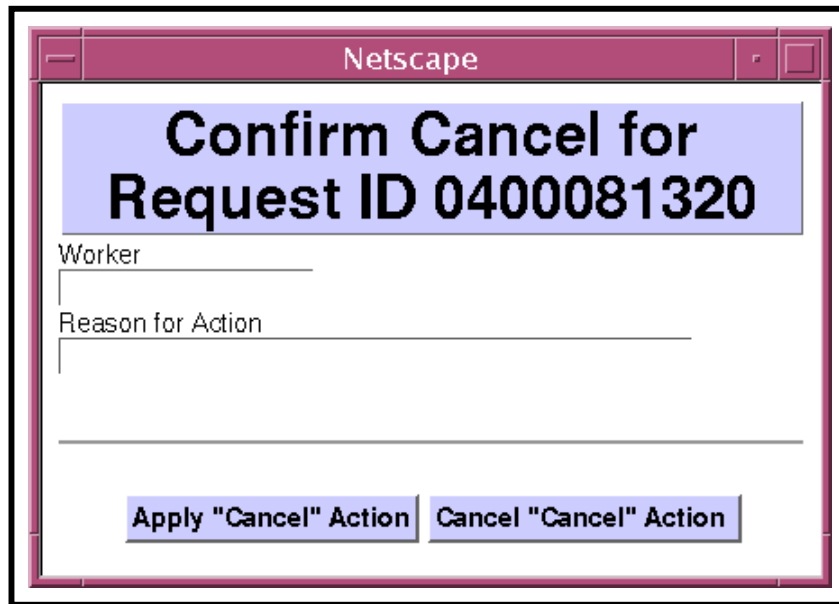 Netscape
Confirm Cancel for
Request ID 0400081320
Worker
Reason for Action
Apply "Cancel" Action
Cancel "Cancel" Action